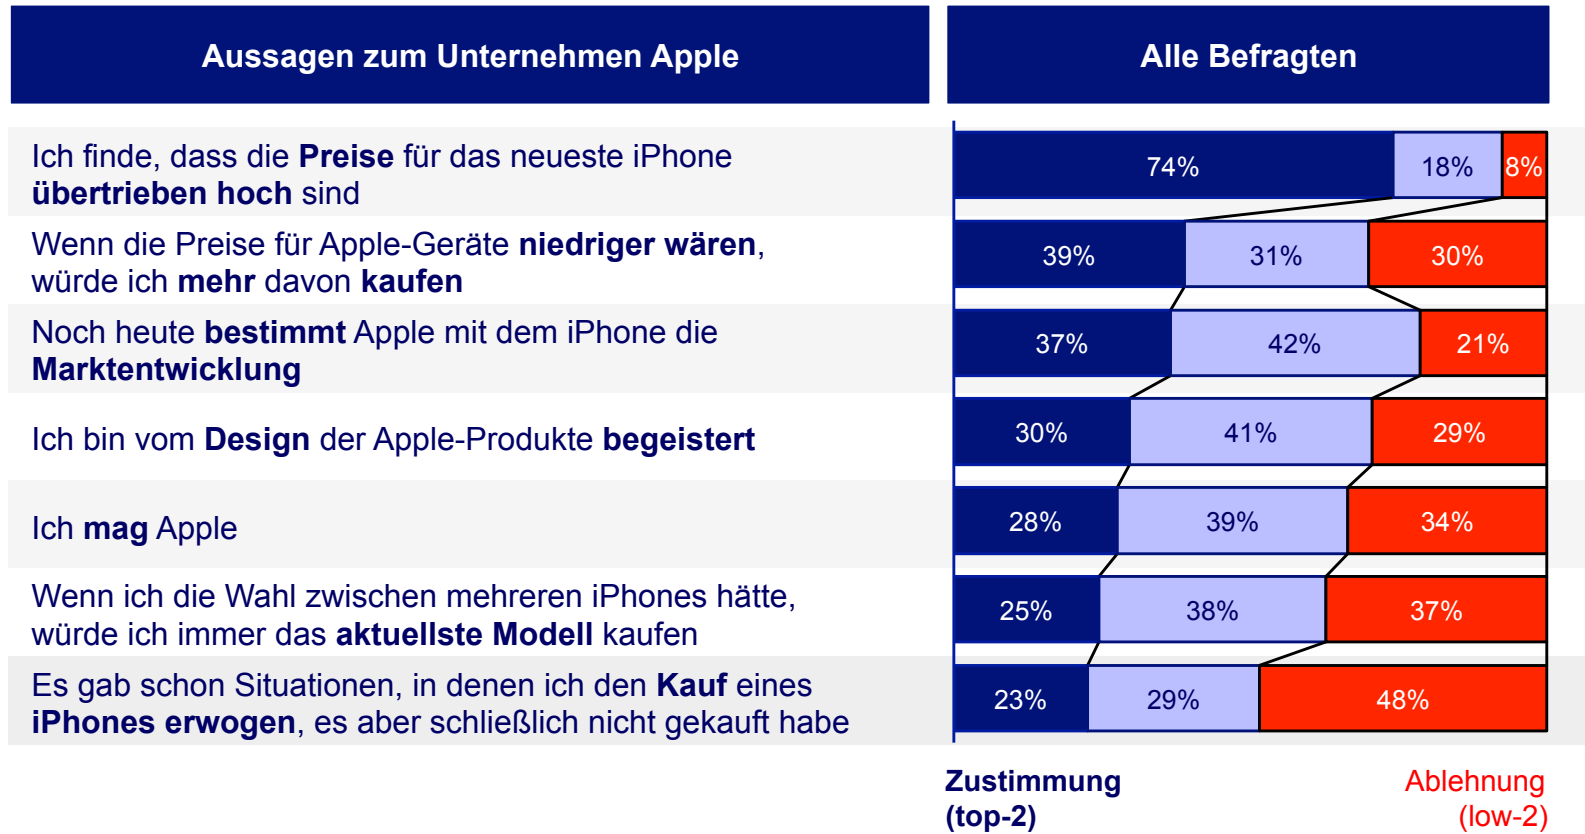 Aussagen zum Unternehmen Apple
Alle Befragten
Ich finde, dass die Preise für das neueste iPhone
übertrieben hoch sind
74% 18% 8%
Wenn die Preise für Apple-Geräte niedriger wären,
würde ich mehr davon kaufen
39% 31% 30%
Noch heute bestimmt Apple mit dem iPhone die
Marktentwicklung
37% 42% 21%
Ich bin vom Design der Apple-Produkte begeistert
30% 41% 29%
Ich mag Apple
28% 39% 34%
Wenn ich die Wahl zwischen mehreren iPhones hätte,
würde ich immer das aktuellste Modell kaufen
25% 38% 37%
Es gab schon Situationen, in denen ich den Kauf eines
iPhones erwogen, es aber schließlich nicht gekauft habe
23% 29% 48%
Zustimmung
(top-2)
Ablehnung
(low-2)